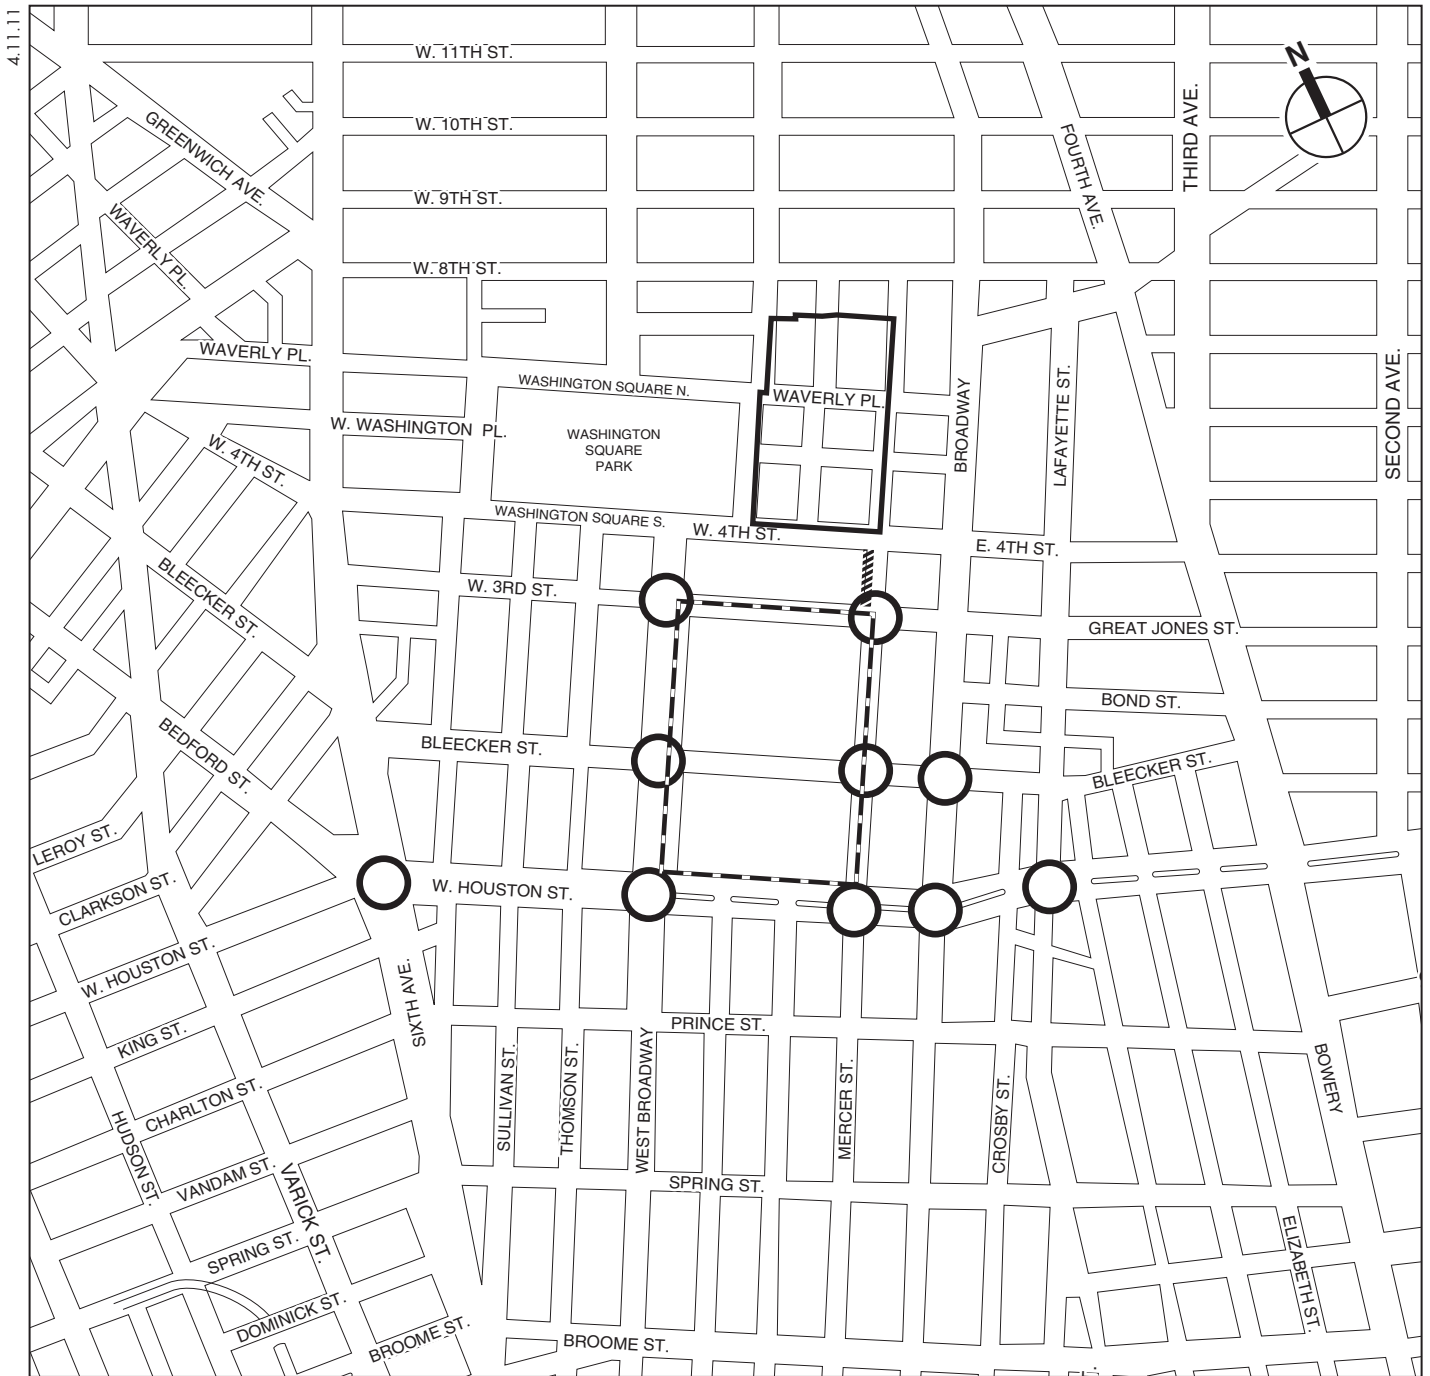 4.11.11
W. 11TH ST.
N
THIRD AVE.
GREENWICH AVE.
W. 10TH ST.
FOURTH AVE.
W. 9TH ST.
WAVERLY PL.
W. 8TH ST.
WAVERLY PL.
WASHINGTON SQUARE N.
WAVERLY PL.
BROADWAY
LAFAYETTE ST.
SECOND AVE.
W. WASHINGTON PL.
WASHINGTON
SQUARE
PARK
W. 4TH ST.
WASHINGTON SQUARE S.
W. 4TH ST.
E. 4TH ST.
BLEECKER ST.
W. 3RD ST.
GREAT JONES ST.
BOND ST.
BEDFORD ST.
BLEECKER ST.
BLEECKER ST.
LEROY ST.
CLARKSON ST.
W. HOUSTON ST.
W. HOUSTON ST.
SIXTH AVE.
KING ST.
PRINCE ST.
SULLIVAN ST.
THOMSON ST.
WEST BROADWAY
MERCER ST.
CROSBY ST.
BOWERY
CHARLTON ST.
HUDSON ST.
VANDAM ST.
VARICK ST.
SPRING ST.
SPRING ST.
ELIZABETH ST.
DOMINICK ST.
BROOME ST.
BROOME ST.